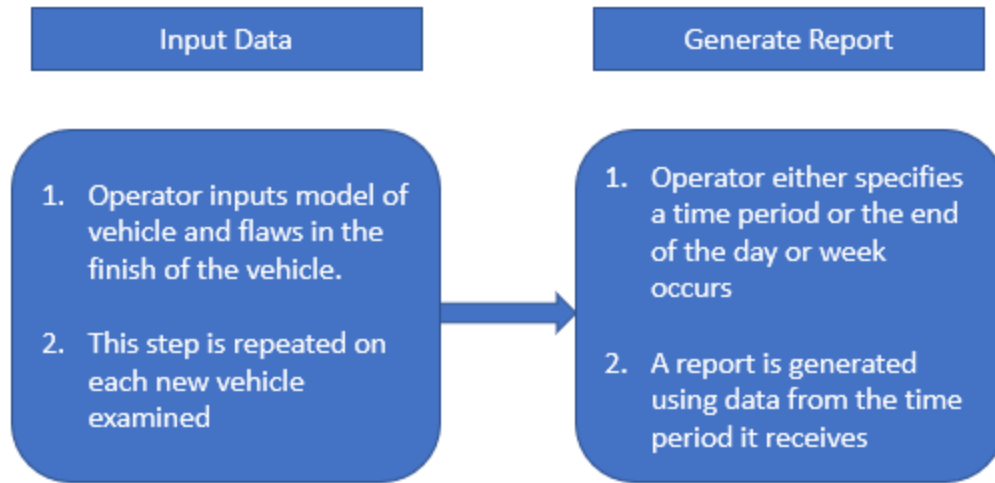 Input Data
Generate Report
1. Operator inputs model of
vehicle and flaws in the
finish of the vehicle.
2. This step is repeated on
each new vehicle
examined
1. Operator either specifies
a time period or the end
of the day or week
occurs
2. A report is generated
using data from the time
period it receives